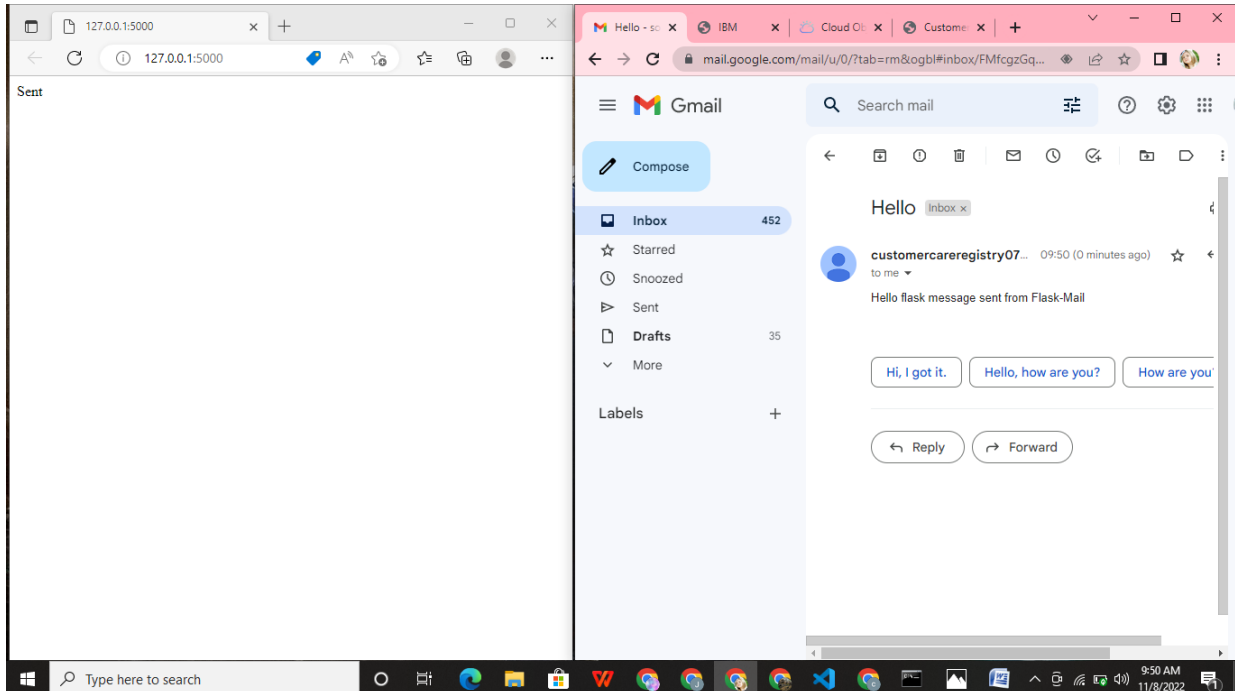 127.0.0.1:5000
127.0.0.1:5000
Sent
Hello - so
IBM
Cloud Ob
Customer
mail.google.com/mail/u/0/?tab=rm&ogbl#inbox/FMfcgzGq...
Gmail
Search mail
Compose
Inbox 452
Starred
Snoozed
Sent
Drafts 35
More
Labels
Hello Inbox ×
customercareregistry07... 09:50 (0 minutes ago)
to me
Hello flask message sent from Flask-Mail
Hi, I got it. Hello, how are you? How are you?
Reply Forward
Type here to search
9:50 AM
11/8/2022